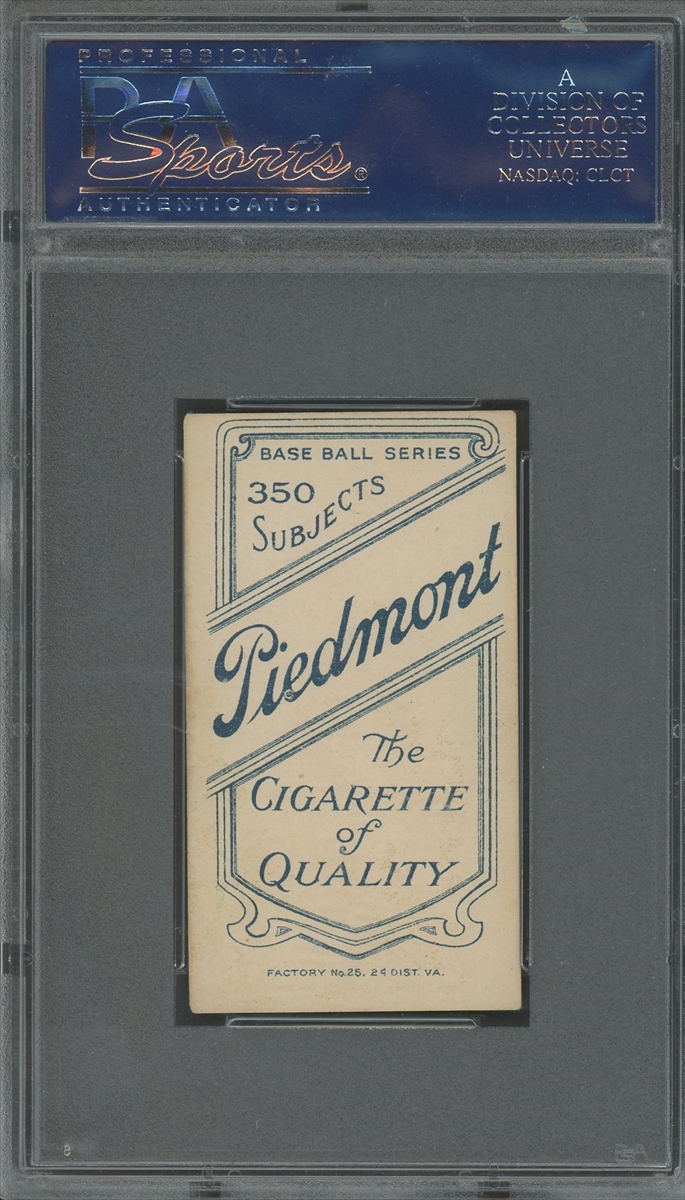 PROFESSIONAL
PSA
Sports®
AUTHENTICATOR
A
DIVISION OF
COLLECTORS
UNIVERSE
NASDAQ: CLCT
BASE BALL SERIES
350
SUBJECTS
Piedmont
The
CIGARETTE
of
QUALITY
FACTORY No. 25. 2d DIST. VA.
PSA